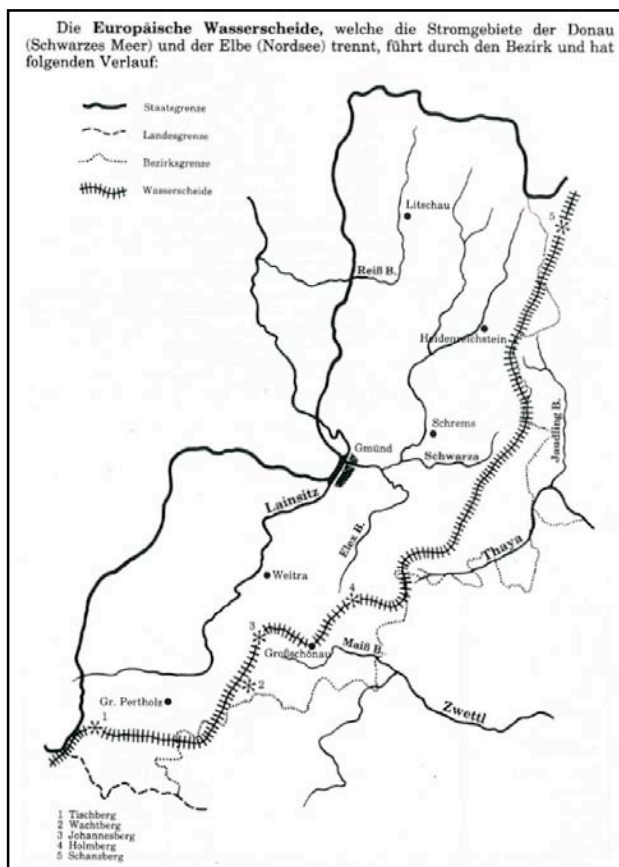 Die Europäische Wasserscheide, welche die Stromgebiete der Donau
(Schwarzes Meer) und der Elbe (Nordsee) trennt, führt durch den Bezirk und hat
folgenden Verlauf:
Staatsgrenze
Landesgrenze
Bezirksgrenze
Wasserscheide
5
Litschau
Reiß B.
Heidenreichstein
Jaudling B.
Schrems
Gmünd
Schwarza
Lainsitz
Elex B.
Thaya
Weitra
4
3
Maiß B.
Großschönau
2
Gr. Pertholz
Zwettl
1
1 Tischberg
2 Wachtberg
3 Johannesberg
4 Holmberg
5 Schansberg